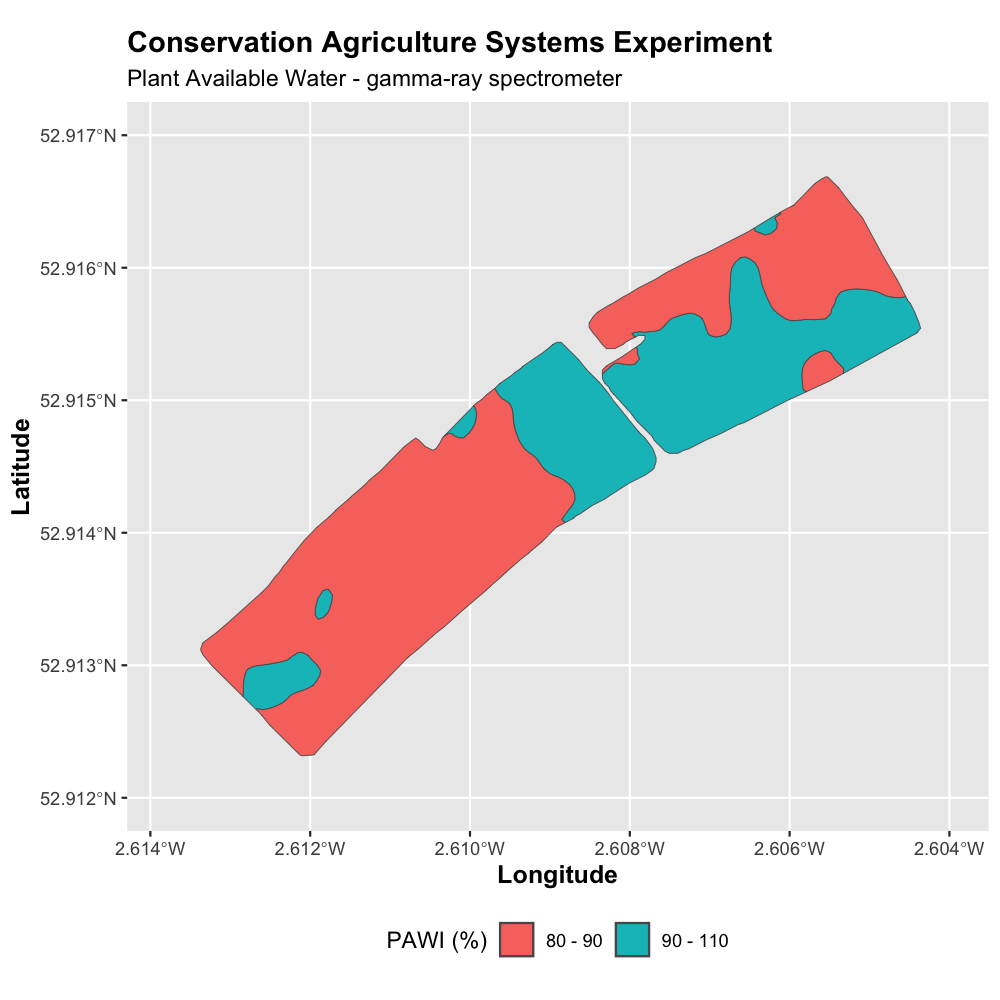 Conservation Agriculture Systems Experiment
Plant Available Water - gamma-ray spectrometer
52.917°N
52.916°N
52.915°N
52.914°N
52.913°N
52.912°N
Latitude
2.614°W 2.612°W 2.610°W 2.608°W 2.606°W 2.604°W
Longitude
PAWI (%) 80 - 90 90 - 110